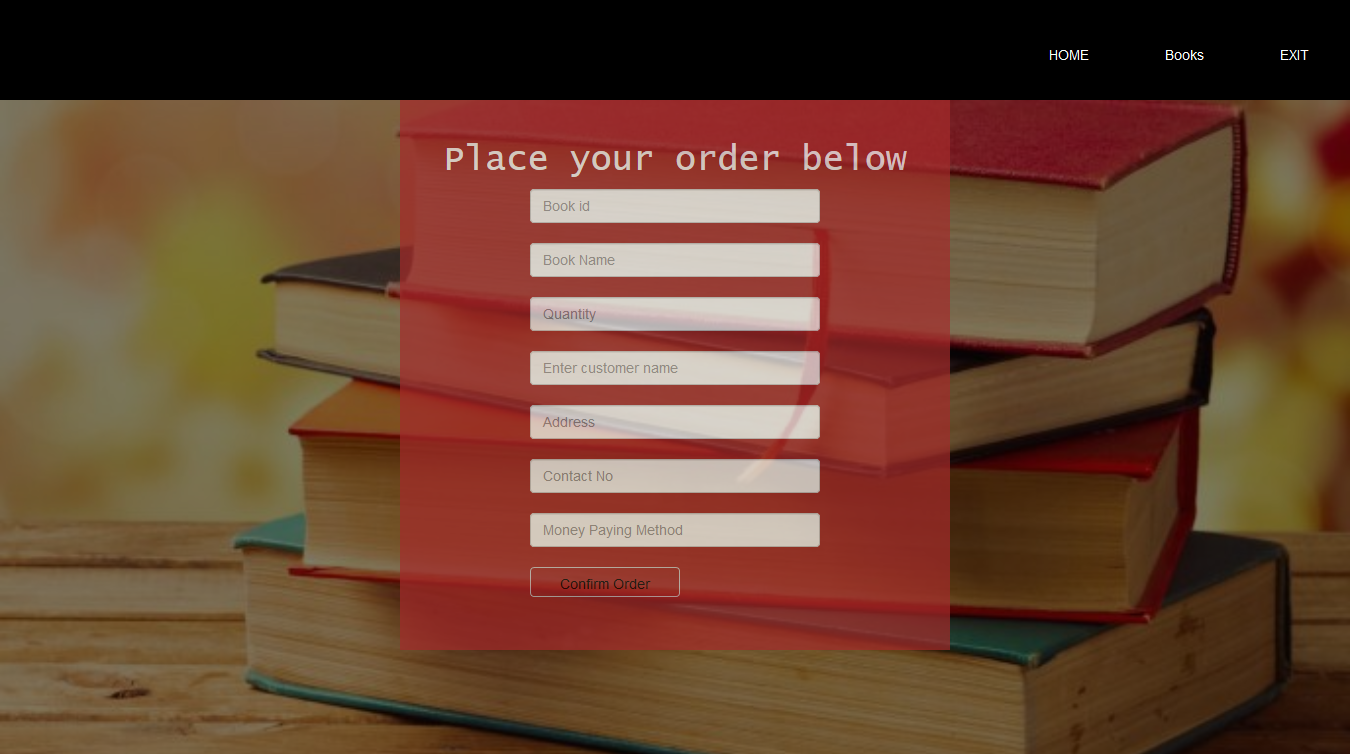 HOME Books EXIT
Place your order below
Book id
Book Name
Quantity
Enter customer name
Address
Contact No
Money Paying Method
Confirm Order